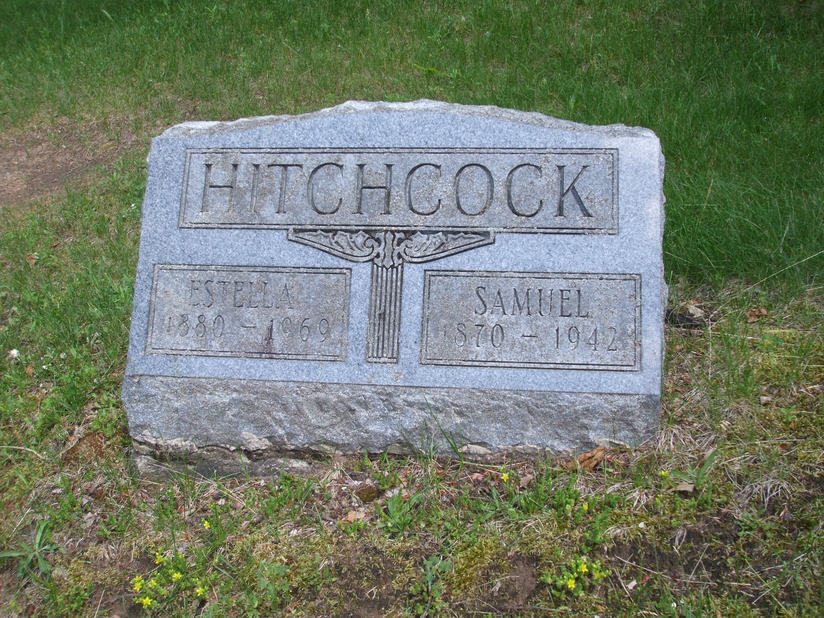 HITCHCOCK
ESTELLA
1880 – 1969
SAMUEL
1870 – 1942